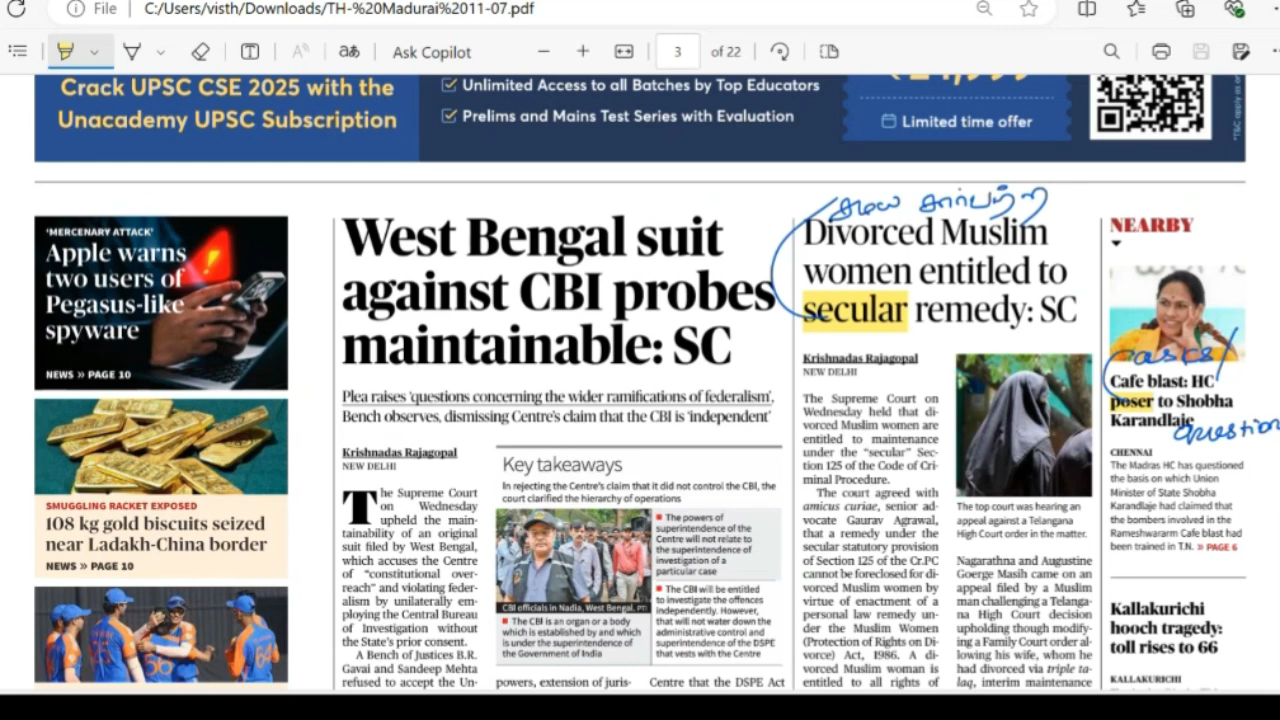 File
C:/Users/visth/Downloads/TH-%20Madurai%2011-07.pdf
Ask Copilot
3 of 22
Crack UPSC CSE 2025 with the
Unacademy UPSC Subscription
Unlimited Access to all Batches by Top Educators
Prelims and Mains Test Series with Evaluation
Limited time offer
‘MERCENARY ATTACK’
Apple warns
two users of
Pegasus-like
spyware
NEWS » PAGE 10
SMUGGLING RACKET EXPOSED
108 kg gold biscuits seized
near Ladakh-China border
NEWS » PAGE 10
West Bengal suit
against CBI probes
maintainable: SC
Plea raises ‘questions concerning the wider ramifications of federalism’,
Bench observes, dismissing Centre’s claim that the CBI is ‘independent’
Krishnadas Rajagopal
NEW DELHI
The Supreme Court
on Wednesday
upheld the main-
tainability of an original
suit filed by West Bengal,
which accuses the Centre
of “constitutional over-
reach” and violating feder-
alism by unilaterally em-
ploying the Central Bureau
of Investigation without
the State’s prior consent.
A Bench of Justices B.R.
Gavai and Sandeep Mehta
refused to accept the Un-
Key takeaways
In rejecting the Centre’s claim that it did not control the CBI, the
court clarified the hierarchy of operations
CBI officials in Nadia, West Bengal. PTI
The CBI is an organ or a body
which is established by and which
is under the superintendence of
the Government of India
The powers of
superintendence of the
Centre will not relate to
the superintendence of
investigation of a
particular case
The CBI will be entitled
to investigate the offences
independently. However,
that will not water down the
administrative control and
superintendence of the DSPE
that vests with the Centre
powers, extension of juris-
Centre that the DSPE Act
சமய சார்பற்ற
Divorced Muslim
women entitled to
secular remedy: SC
Krishnadas Rajagopal
NEW DELHI
The Supreme Court on
Wednesday held that di-
vorced Muslim women are
entitled to maintenance
under the “secular” Sec-
tion 125 of the Code of Cri-
minal Procedure.
The court agreed with
amicus curiae, senior ad-
vocate Gaurav Agrawal,
that a remedy under the
secular statutory provision
of Section 125 of the Cr.PC
cannot be foreclosed for di-
vorced Muslim women by
virtue of enactment of a
personal law remedy un-
der the Muslim Women
(Protection of Rights on Di-
vorce) Act, 1986. A di-
vorced Muslim woman is
entitled to all rights of
The top court was hearing an
appeal against a Telangana
High Court order in the matter.
Nagarathna and Augustine
Goerge Masih came on an
appeal filed by a Muslim
man challenging a Telanga-
na High Court decision
upholding though modify-
ing a Family Court order al-
lowing his wife, whom he
had divorced via triple ta-
laq, interim maintenance
NEARBY
asks/
Cafe blast: HC
poser to Shobha
Karandlaje
question
CHENNAI
The Madras HC has questioned
the basis on which Union
Minister of State Shobha
Karandlaje had claimed that
the bombers involved in the
Rameshwaram Cafe blast had
been trained in T.N. » PAGE 6
Kallakurichi
hooch tragedy:
toll rises to 66
KALLAKURICHI